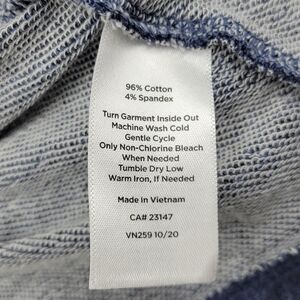 96% Cotton
4% Spandex
Turn Garment Inside Out
Machine Wash Cold
Gentle Cycle
Only Non-Chlorine Bleach
When Needed
Tumble Dry Low
Warm Iron, If Needed
Made in Vietnam
CA# 23147
VN259 10/20